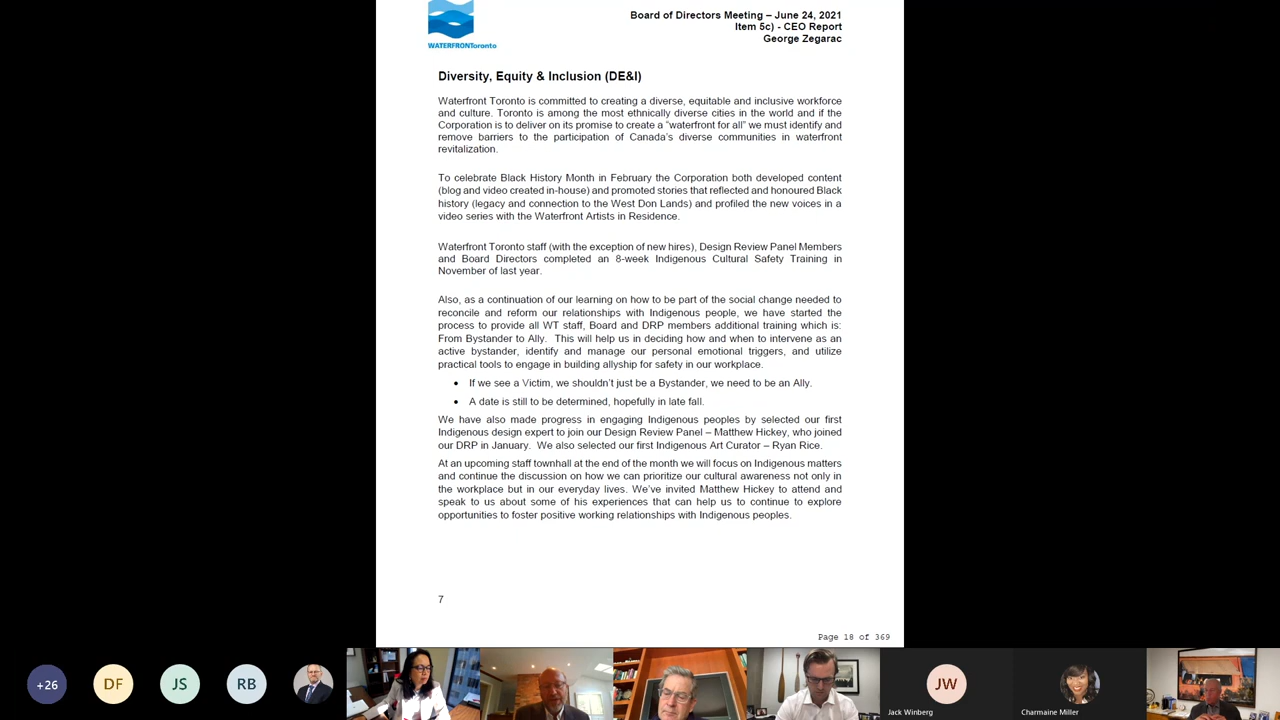 Board of Directors Meeting – June 24, 2021
Item 5c) - CEO Report
George Zegarac
WATERFRONToronto
Diversity, Equity & Inclusion (DE&I)
Waterfront Toronto is committed to creating a diverse, equitable and inclusive workforce
and culture. Toronto is among the most ethnically diverse cities in the world and if the
Corporation is to deliver on its promise to create a “waterfront for all” we must identify and
remove barriers to the participation of Canada’s diverse communities in waterfront
revitalization.
To celebrate Black History Month in February the Corporation both developed content
(blog and video created in-house) and promoted stories that reflected and honoured Black
history (legacy and connection to the West Don Lands) and profiled the new voices in a
video series with the Waterfront Artists in Residence.
Waterfront Toronto staff (with the exception of new hires), Design Review Panel Members
and Board Directors completed an 8-week Indigenous Cultural Safety Training in
November of last year.
Also, as a continuation of our learning on how to be part of the social change needed to
reconcile and reform our relationships with Indigenous people, we have started the
process to provide all WT staff, Board and DRP members additional training which is:
From Bystander to Ally. This will help us in deciding how and when to intervene as an
active bystander, identify and manage our personal emotional triggers, and utilize
practical tools to engage in building allyship for safety in our workplace.
• If we see a Victim, we shouldn’t just be a Bystander, we need to be an Ally.
• A date is still to be determined, hopefully in late fall.
We have also made progress in engaging Indigenous peoples by selected our first
Indigenous design expert to join our Design Review Panel – Matthew Hickey, who joined
our DRP in January. We also selected our first Indigenous Art Curator – Ryan Rice.
At an upcoming staff townhall at the end of the month we will focus on Indigenous matters
and continue the discussion on how we can prioritize our cultural awareness not only in
the workplace but in our everyday lives. We’ve invited Matthew Hickey to attend and
speak to us about some of his experiences that can help us to continue to explore
opportunities to foster positive working relationships with Indigenous peoples.
7
Page 18 of 369
+26
DF
JS
RB
JW
Jack Winberg
Charmaine Miller